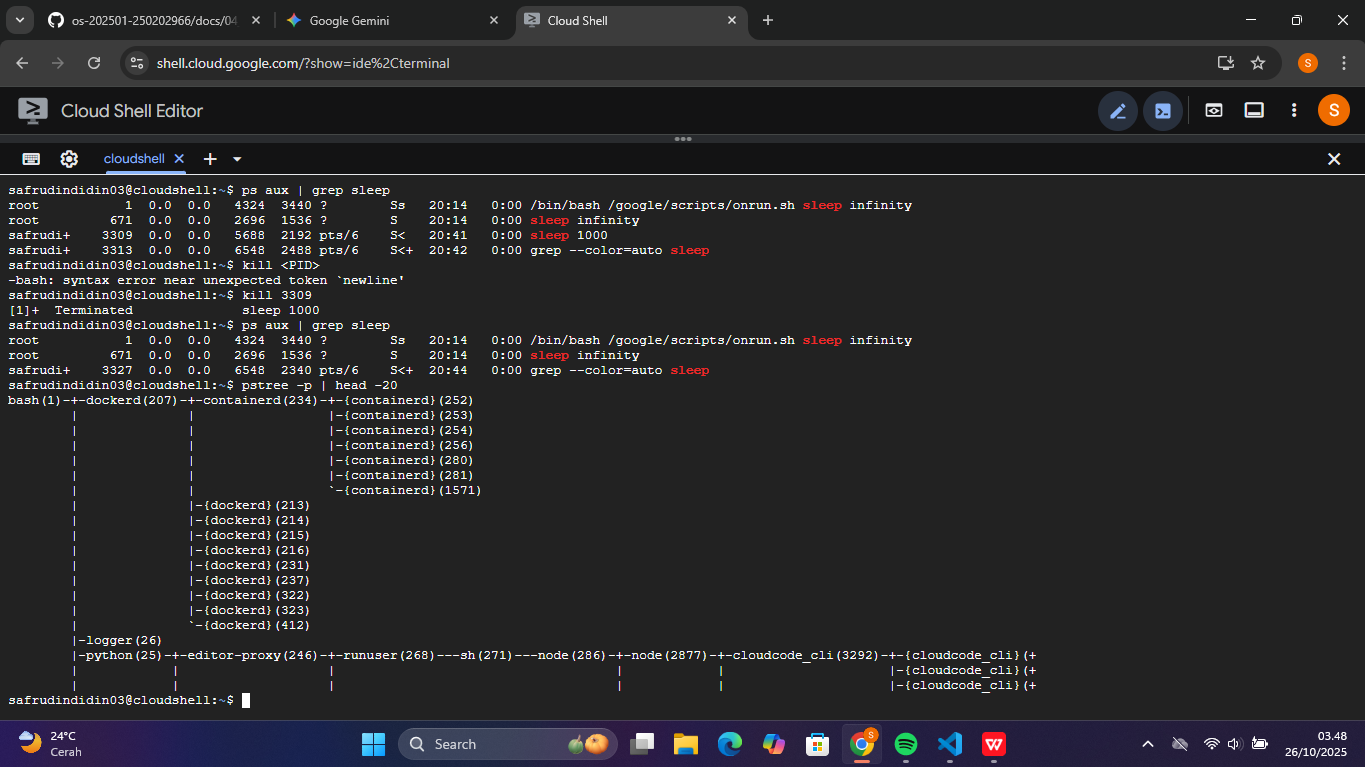 os-202501-250202966/docs/04
Google Gemini
Cloud Shell
shell.cloud.google.com/?show=ide%2Cterminal
S
Cloud Shell Editor
S
cloudshell
safrudindidin03@cloudshell:~$ ps aux | grep sleep
root           1  0.0  0.0   4324  3440 ?        Ss   20:14   0:00 /bin/bash /google/scripts/onrun.sh sleep infinity
root         671  0.0  0.0   2696  1536 ?        S    20:14   0:00 sleep infinity
safrudi+    3309  0.0  0.0   5688  2192 pts/6    S<   20:41   0:00 sleep 1000
safrudi+    3313  0.0  0.0   6548  2488 pts/6    S<+  20:42   0:00 grep --color=auto sleep
safrudindidin03@cloudshell:~$ kill <PID>
-bash: syntax error near unexpected token `newline'
safrudindidin03@cloudshell:~$ kill 3309
[1]+  Terminated              sleep 1000
safrudindidin03@cloudshell:~$ ps aux | grep sleep
root           1  0.0  0.0   4324  3440 ?        Ss   20:14   0:00 /bin/bash /google/scripts/onrun.sh sleep infinity
root         671  0.0  0.0   2696  1536 ?        S    20:14   0:00 sleep infinity
safrudi+    3327  0.0  0.0   6548  2340 pts/6    S<+  20:44   0:00 grep --color=auto sleep
safrudindidin03@cloudshell:~$ pstree -p | head -20
bash(1)-+-dockerd(207)-+-containerd(234)-+-{containerd}(252)
        |              |                 |-{containerd}(253)
        |              |                 |-{containerd}(254)
        |              |                 |-{containerd}(256)
        |              |                 |-{containerd}(280)
        |              |                 |-{containerd}(281)
        |              |                 `-{containerd}(1571)
        |              |-{dockerd}(213)
        |              |-{dockerd}(214)
        |              |-{dockerd}(215)
        |              |-{dockerd}(216)
        |              |-{dockerd}(231)
        |              |-{dockerd}(237)
        |              |-{dockerd}(322)
        |              |-{dockerd}(323)
        |              `-{dockerd}(412)
        |-logger(26)
        |-python(25)-+-editor-proxy(246)-+-runuser(268)---sh(271)---node(286)-+-node(2877)-+-cloudcode_cli(3292)-+-{cloudcode_cli}(+
        |            |                   |                                    |            |                     |-{cloudcode_cli}(+
        |            |                   |                                    |            |                     |-{cloudcode_cli}(+
safrudindidin03@cloudshell:~$
24°C
Cerah
Search
S
03.48
26/10/2025